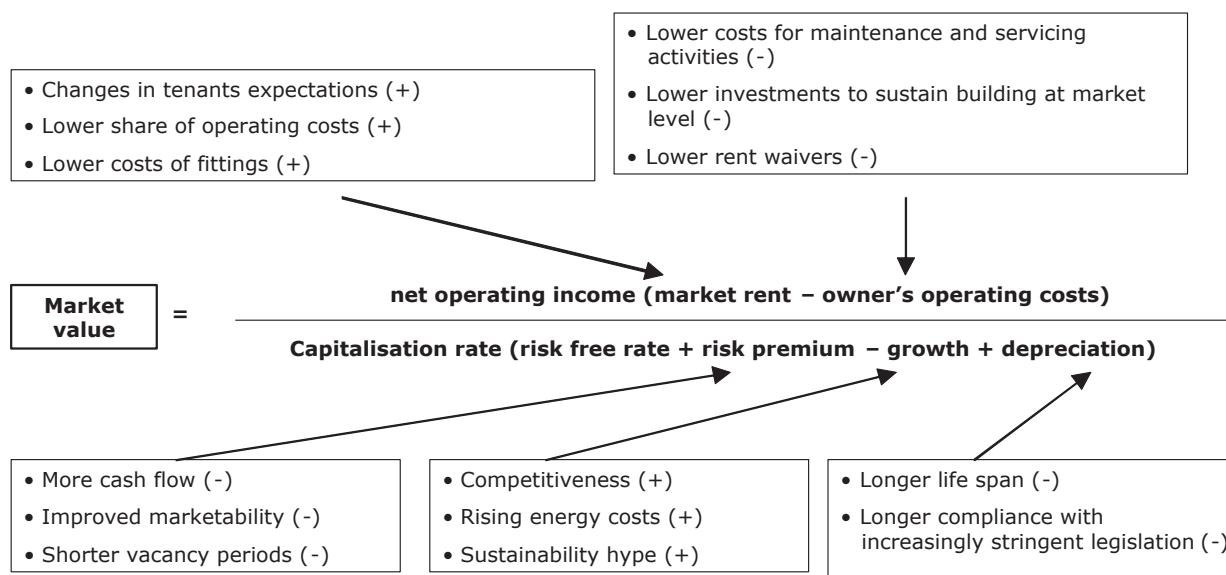 • Changes in tenants expectations (+)
• Lower share of operating costs (+)
• Lower costs of fittings (+)
• Lower costs for maintenance and servicing
activities (-)
• Lower investments to sustain building at market
level (-)
• Lower rent waivers (-)
Market
value
=
net operating income (market rent – owner’s operating costs)
Capitalisation rate (risk free rate + risk premium – growth + depreciation)
• More cash flow (-)
• Improved marketability (-)
• Shorter vacancy periods (-)
• Competitiveness (+)
• Rising energy costs (+)
• Sustainability hype (+)
• Longer life span (-)
• Longer compliance with
increasingly stringent legislation (-)